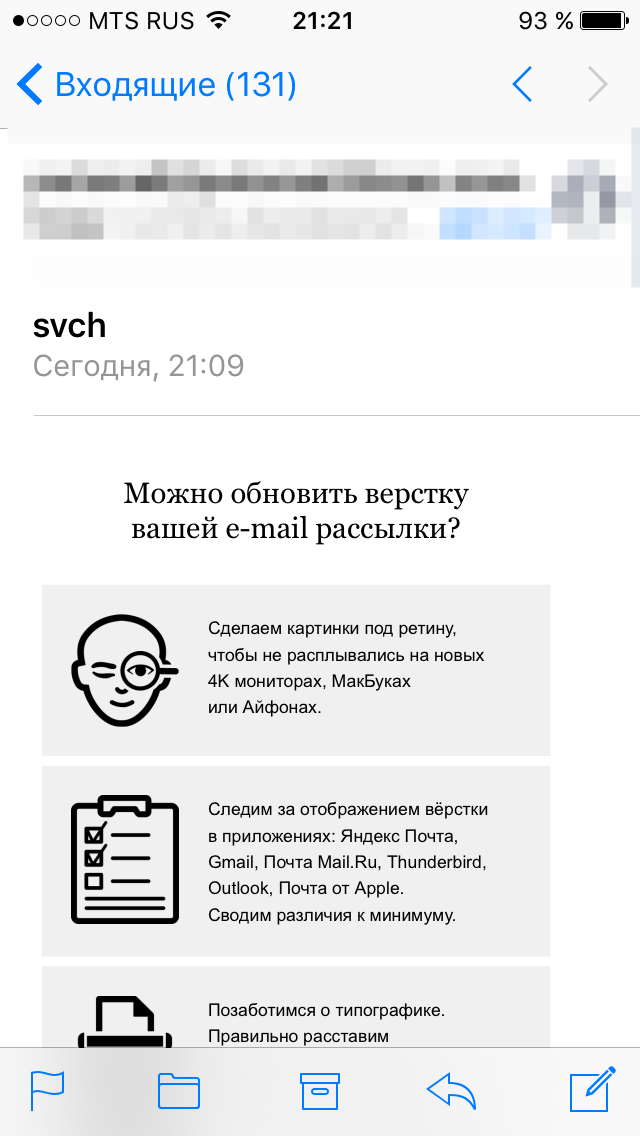 MTS RUS 21:21 93 %
Входящие (131)
svch
Сегодня, 21:09
Можно обновить верстку
вашей e-mail рассылки?
Сделаем картинки под ретину,
чтобы не расплывались на новых
4K мониторах, МакБуках
или Айфонах.
Следим за отображением вёрстки
в приложениях: Яндекс Почта,
Gmail, Почта Mail.Ru, Thunderbird,
Outlook, Почта от Apple.
Сводим различия к минимуму.
Позаботимся о типографике.
Правильно расставим